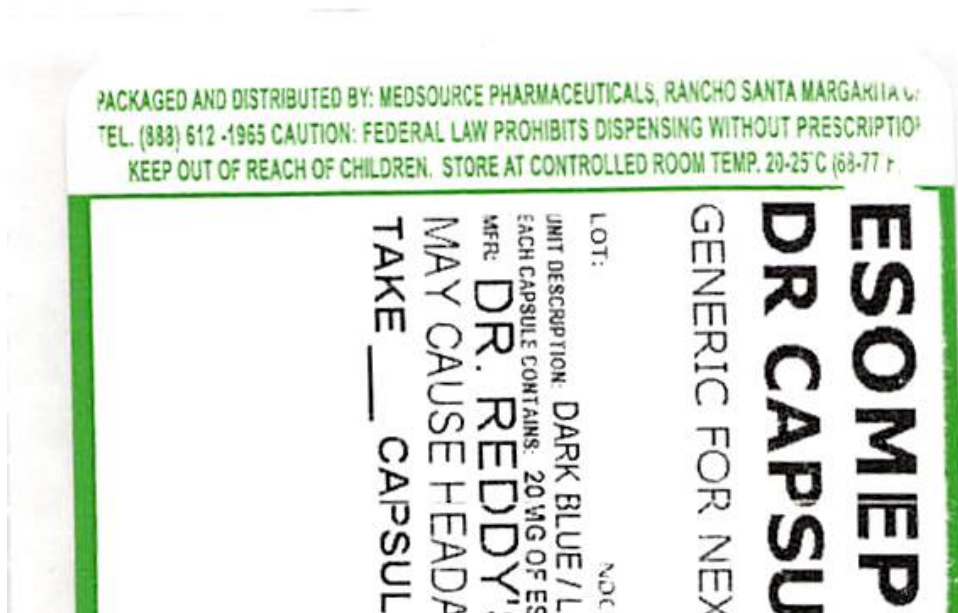 PACKAGED AND DISTRIBUTED BY: MEDSOURCE PHARMACEUTICALS, RANCHO SANTA MARGARITA
TEL. (888) 612 -1965 CAUTION: FEDERAL LAW PROHIBITS DISPENSING WITHOUT PRESCRIPTIO
KEEP OUT OF REACH OF CHILDREN. STORE AT CONTROLLED ROOM TEMP. 20-25°C (68-77 F
ESOMEP
DR CAPSU
GENERIC FOR NEX
LOT: NDC
UNIT DESCRIPTION: DARK BLUE / L
EACH CAPSULE CONTAINS: 20 MG OF ES
MFR: DR. REDDY'
MAY CAUSE HEADA
TAKE ___ CAPSUL